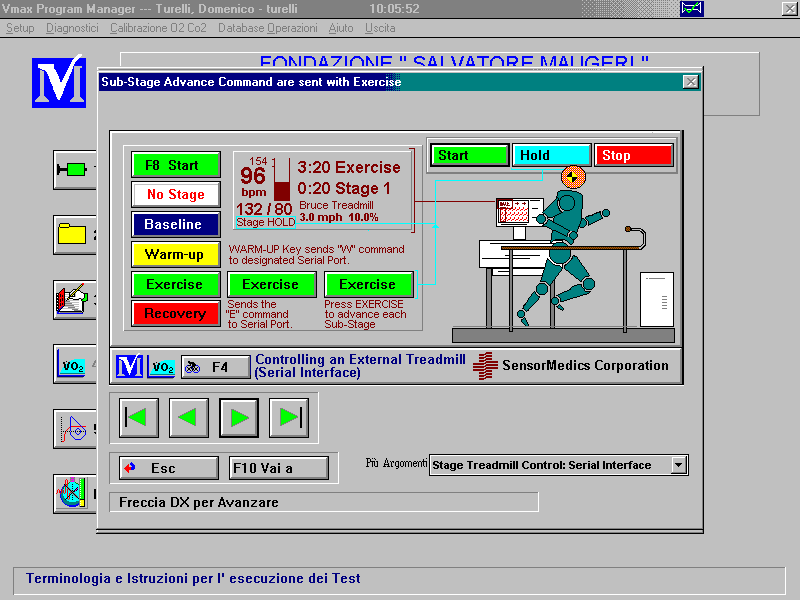 Vmax Program Manager --- Turelli, Domenico - turelli 10:05:52
Setup Diagnostici Calibrazione O2 Co2 Database Operazioni Aiuto Uscita
FONDAZIONE " SALVATORE MAUGERI "
Sub-Stage Advance Command are sent with Exercise
F8 Start
No Stage
Baseline
Warm-up
Exercise
Recovery
154
96
bpm
132 / 80
Stage HOLD
3:20 Exercise
0:20 Stage 1
Bruce Treadmill
3.0 mph 10.0%
Start Hold Stop
WARM-UP Key sends "W" command
to designated Serial Port.
Exercise
Sends the
"E" command
to Serial Port.
Exercise
Press EXERCISE
to advance each
Sub-Stage
V̇O2 F4
Controlling an External Treadmill
(Serial Interface)
SensorMedics Corporation
V̇O2
Esc F10 Vai a
Più Argomenti Stage Treadmill Control: Serial Interface
Freccia DX per Avanzare
Terminologia e Istruzioni per l' esecuzione dei Test